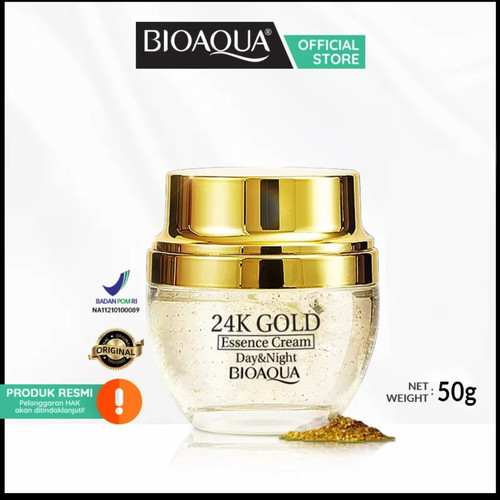 BIOAQUA®
OFFICIAL
STORE
BADAN POM RI
NA11210100089
ORIGINAL
PRODUK RESMI
Pelanggaran HAK
akan ditindaklanjuti!
24K GOLD
Essence Cream
Day&Night
BIOAQUA
NET
WEIGHT : 50g